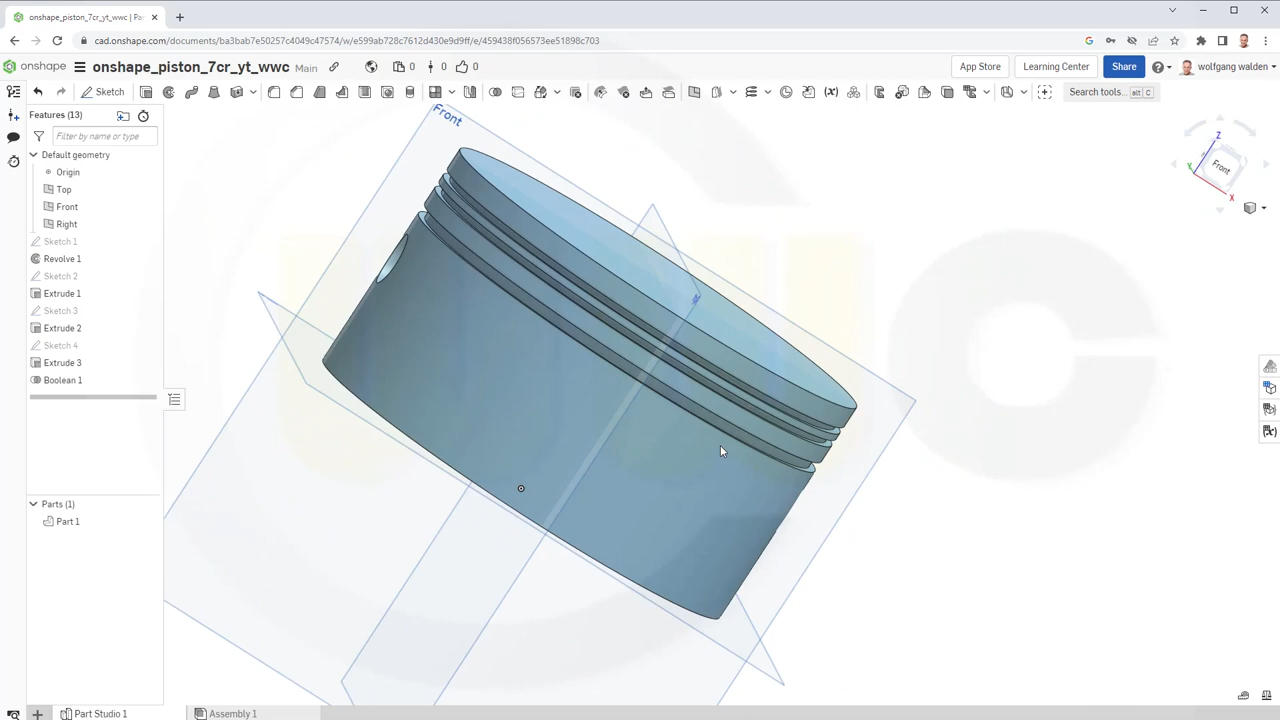 onshape_piston_7cr_yt_wwc | Pa
cad.onshape.com/documents/ba3bab7e50257c4049c47574/w/e599ab728c7612d430e9d9ff/e/459438f056573ee51898c703
onshape
onshape_piston_7cr_yt_wwc Main
0 0 0
App Store
Learning Center
Share
wolfgang walden
Sketch
Search tools...
alt C
Features (13)
Filter by name or type
Default geometry
Origin
Top
Front
Right
Sketch 1
Revolve 1
Sketch 2
Extrude 1
Sketch 3
Extrude 2
Sketch 4
Extrude 3
Boolean 1
Parts (1)
Part 1
Front
Z
Y
Front
X
Part Studio 1
Assembly 1